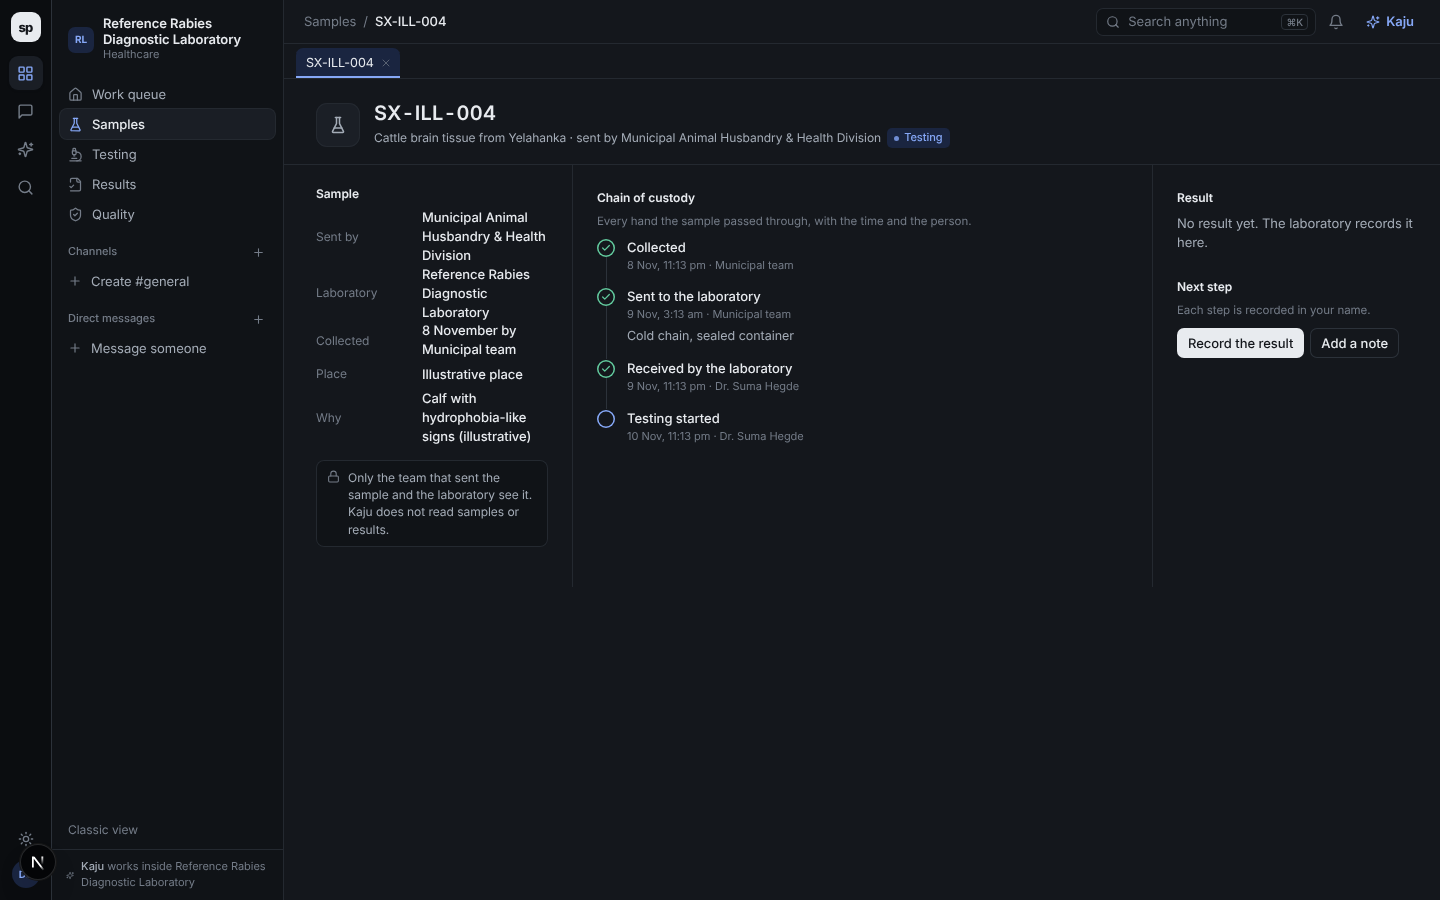 sp
RL
Reference Rabies
Diagnostic Laboratory
Healthcare
Work queue
Samples
Testing
Results
Quality
Channels
Create #general
Direct messages
Message someone
Classic view
Kaju works inside Reference Rabies
Diagnostic Laboratory
N
Samples / SX-ILL-004
Search anything
⌘K
Kaju
SX-ILL-004
SX-ILL-004
Cattle brain tissue from Yelahanka · sent by Municipal Animal Husbandry & Health Division
Testing
Sample
Sent by
Municipal Animal
Husbandry & Health
Division
Laboratory
Reference Rabies
Diagnostic
Laboratory
Collected
8 November by
Municipal team
Place
Illustrative place
Why
Calf with
hydrophobia-like
signs (illustrative)
Only the team that sent the
sample and the laboratory see it.
Kaju does not read samples or
results.
Chain of custody
Every hand the sample passed through, with the time and the person.
Collected
8 Nov, 11:13 pm · Municipal team
Sent to the laboratory
9 Nov, 3:13 am · Municipal team
Cold chain, sealed container
Received by the laboratory
9 Nov, 11:13 pm · Dr. Suma Hegde
Testing started
10 Nov, 11:13 pm · Dr. Suma Hegde
Result
No result yet. The laboratory records it
here.
Next step
Each step is recorded in your name.
Record the result
Add a note